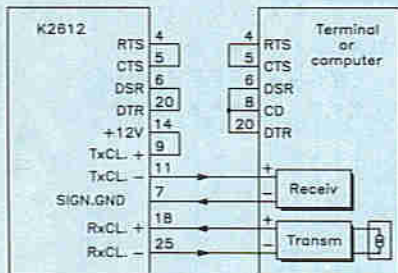 K2612
Terminal
or
computer
4 4
RTS RTS
5 5
CTS CTS
6 6
DSR DSR
20 8
DTR CD
14 20
+12V DTR
9
TxCL. +
11 +
TxCL. -
Receiv
7 -
SIGN.GND
18 +
RxCL. +
Transm
25 -
RxCL. -